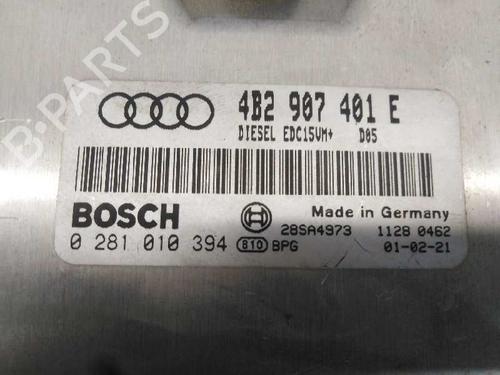 B-PARTS
4B2 907 401 E
DIESEL EDC15VM+ D05
BOSCH
Made in Germany
28SA4973 1128 0462
0 281 010 394 810 BPG 01-02-21